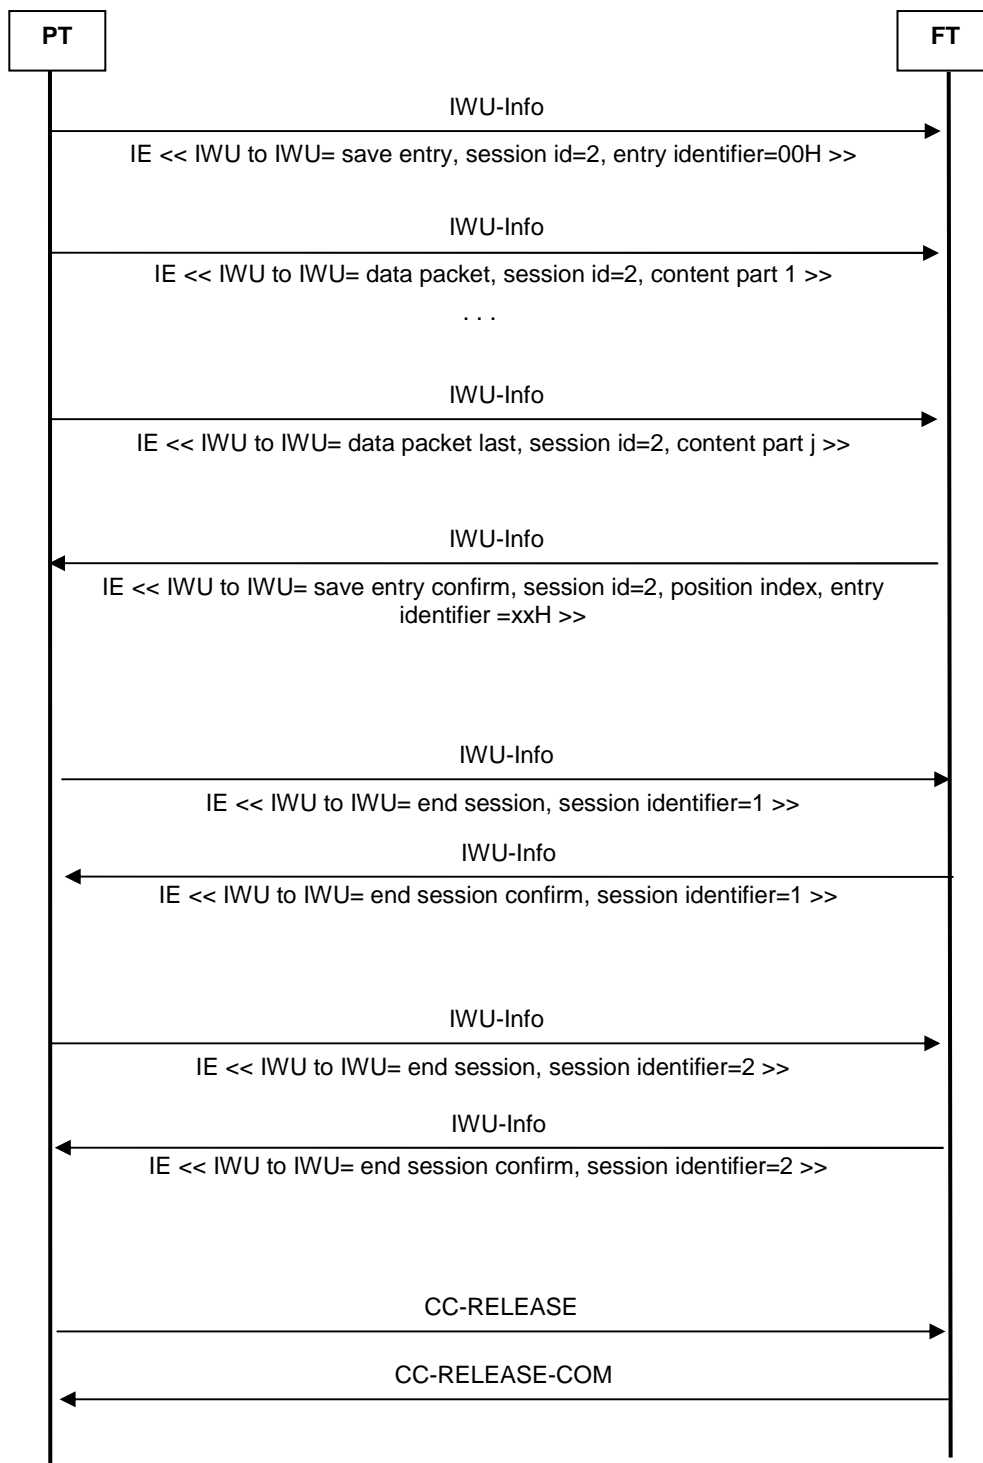 PT
FT
IWU-Info
IE << IWU to IWU= save entry, session id=2, entry identifier=00H >>
IWU-Info
IE << IWU to IWU= data packet, session id=2, content part 1 >>
. . .
IWU-Info
IE << IWU to IWU= data packet last, session id=2, content part j >>
IWU-Info
IE << IWU to IWU= save entry confirm, session id=2, position index, entry
identifier =xxH >>
IWU-Info
IE << IWU to IWU= end session, session identifier=1 >>
IWU-Info
IE << IWU to IWU= end session confirm, session identifier=1 >>
IWU-Info
IE << IWU to IWU= end session, session identifier=2 >>
IWU-Info
IE << IWU to IWU= end session confirm, session identifier=2 >>
CC-RELEASE
CC-RELEASE-COM